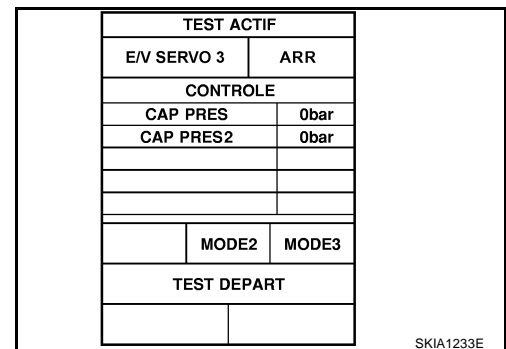 TEST ACTIF
E/V SERVO 3 ARR
CONTROLE
CAP PRES 0bar
CAP PRES2 0bar
MODE2 MODE3
TEST DEPART
SKIA1233E